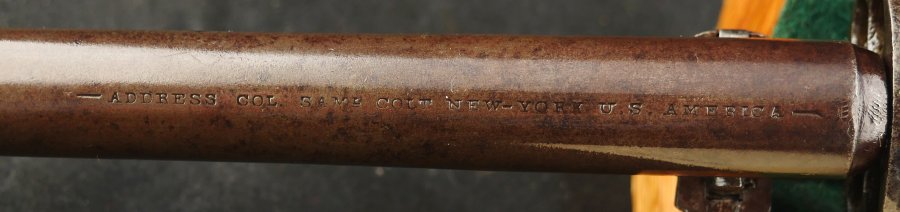 — ADDRESS COL. SAMˡ COLT NEW-YORK U.S. AMERICA —